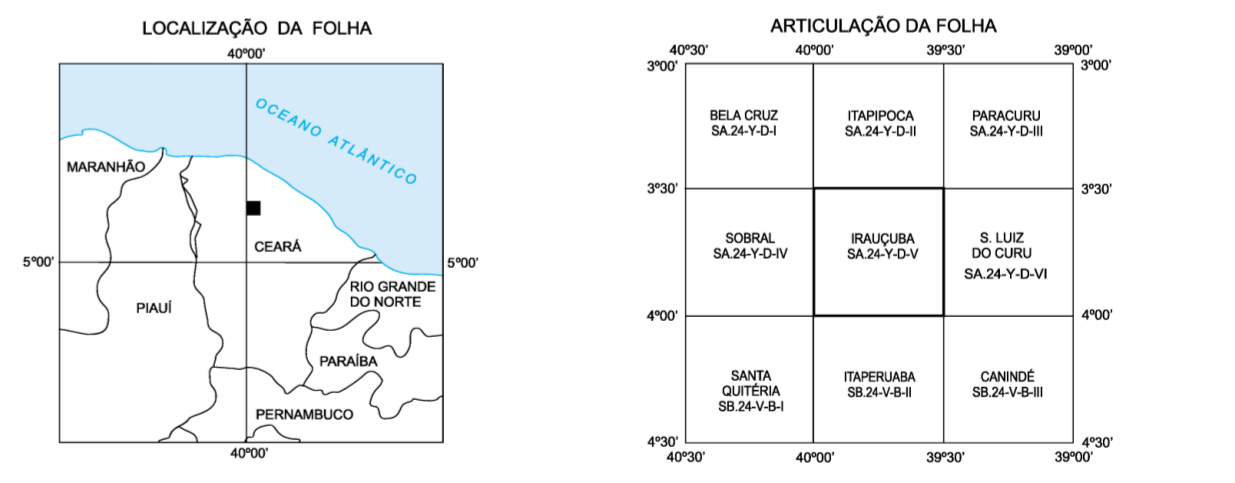 LOCALIZAÇÃO DA FOLHA
40º00'
OCEANO ATLÂNTICO
MARANHÃO
CEARÁ
5º00'
5º00'
RIO GRANDE
DO NORTE
PIAUÍ
PARAÍBA
PERNAMBUCO
40º00'
ARTICULAÇÃO DA FOLHA
40º30'
40º00'
39º30'
39º00'
3º00'
3º00'
BELA CRUZ
SA.24-Y-D-I
ITAPIPOCA
SA.24-Y-D-II
PARACURU
SA.24-Y-D-III
3º30'
3º30'
SOBRAL
SA.24-Y-D-IV
IRAUÇUBA
SA.24-Y-D-V
S. LUIZ
DO CURU
SA.24-Y-D-VI
4º00'
4º00'
SANTA
QUITÉRIA
SB.24-V-B-I
ITAPERUABA
SB.24-V-B-II
CANINDÉ
SB.24-V-B-III
4º30'
4º30'
40º30'
40º00'
39º30'
39º00'